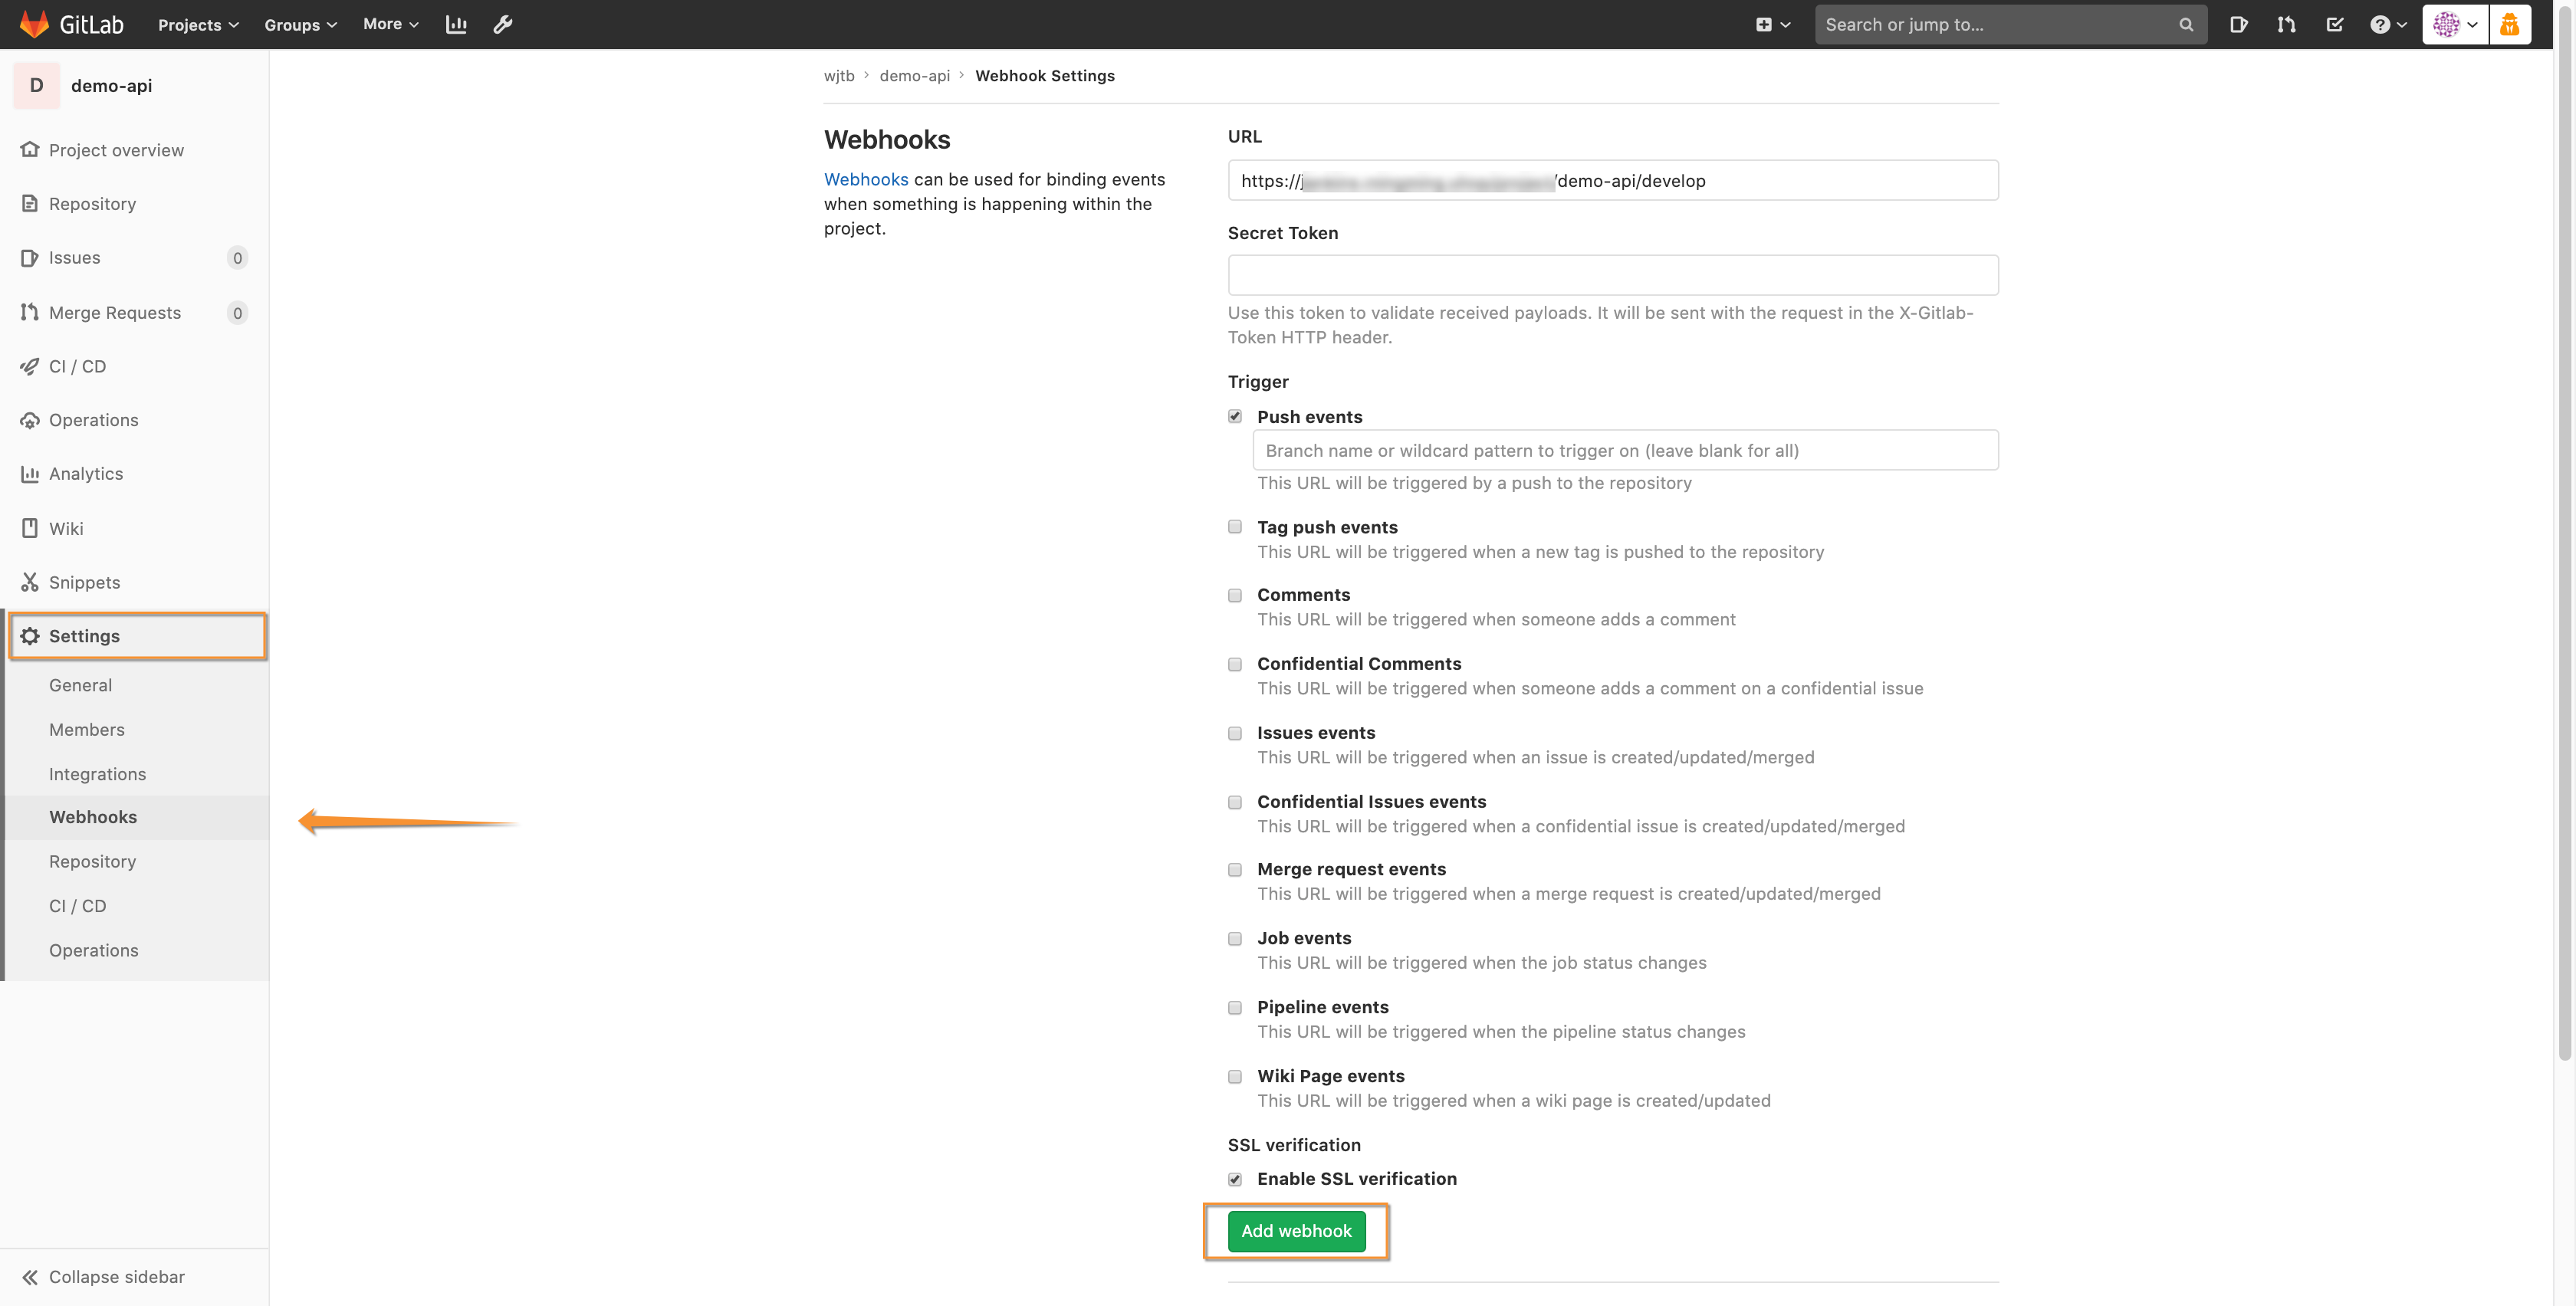 GitLab Projects Groups More Search or jump to...
D demo-api
Project overview
Repository
Issues 0
Merge Requests 0
CI / CD
Operations
Analytics
Wiki
Snippets
Settings
General
Members
Integrations
Webhooks
Repository
CI / CD
Operations
Collapse sidebar
wjtb › demo-api › Webhook Settings
Webhooks
Webhooks can be used for binding events
when something is happening within the
project.
URL
https:// /demo-api/develop
Secret Token
Use this token to validate received payloads. It will be sent with the request in the X-Gitlab-
Token HTTP header.
Trigger
Push events
Branch name or wildcard pattern to trigger on (leave blank for all)
This URL will be triggered by a push to the repository
Tag push events
This URL will be triggered when a new tag is pushed to the repository
Comments
This URL will be triggered when someone adds a comment
Confidential Comments
This URL will be triggered when someone adds a comment on a confidential issue
Issues events
This URL will be triggered when an issue is created/updated/merged
Confidential Issues events
This URL will be triggered when a confidential issue is created/updated/merged
Merge request events
This URL will be triggered when a merge request is created/updated/merged
Job events
This URL will be triggered when the job status changes
Pipeline events
This URL will be triggered when the pipeline status changes
Wiki Page events
This URL will be triggered when a wiki page is created/updated
SSL verification
Enable SSL verification
Add webhook